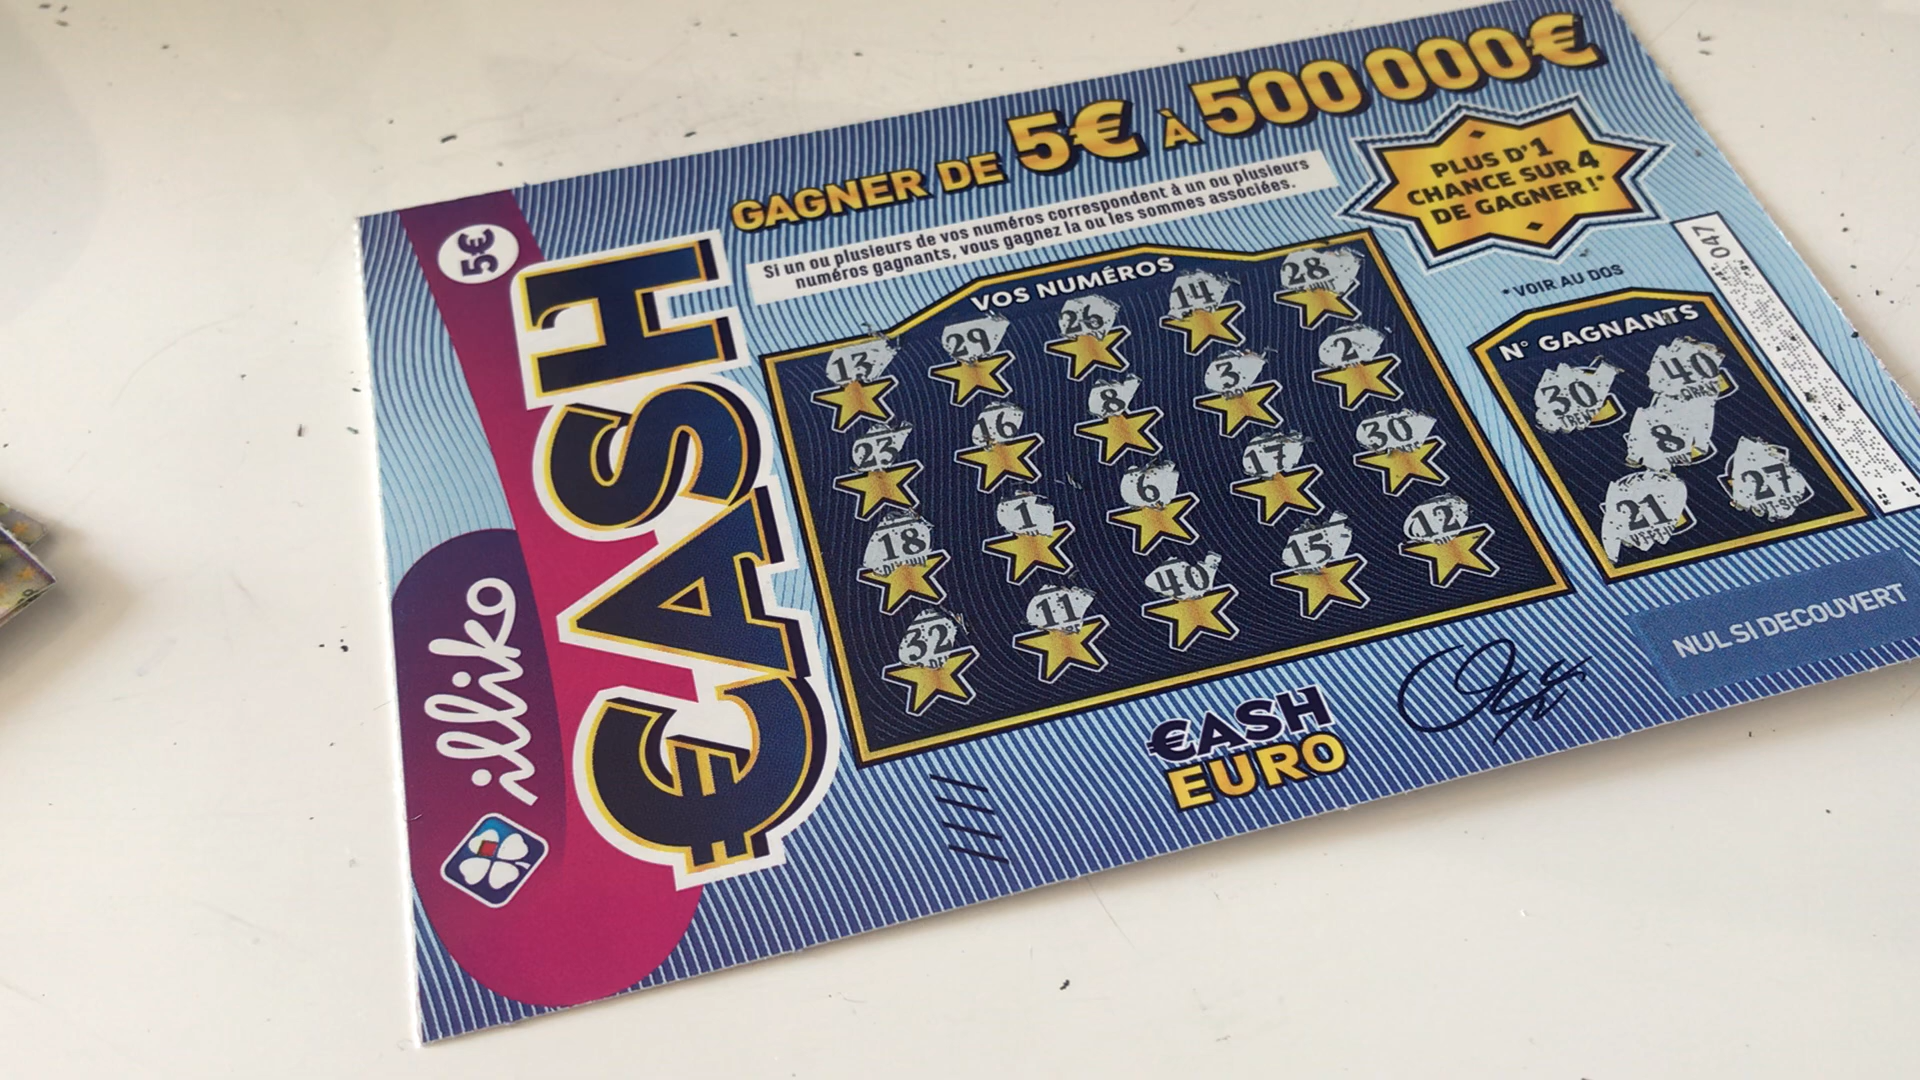 GAGNER DE 5€ À 500 000€
Si un ou plusieurs de vos numéros correspondent à un ou plusieurs
numéros gagnants, vous gagnez la ou les sommes associées.
PLUS D'1
CHANCE SUR 4
DE GAGNER !*
*VOIR AU DOS
5€
€ASH
illiko
VOS NUMÉROS
13 29 26 14 28
23 16 8 3 2
18 1 6 17 30
32 11 40 15 12
N° GAGNANTS
30 40
8
21 27
047
NUL SI DECOUVERT
€ASH
EURO